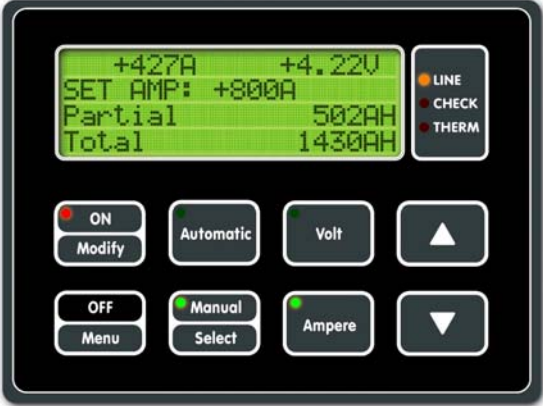 +427A +4.22V
SET AMP: +800A
Partial 502AH
Total 1430AH
LINE
CHECK
THERM
ON
Modify
Automatic
Volt
OFF
Menu
Manual
Select
Ampere